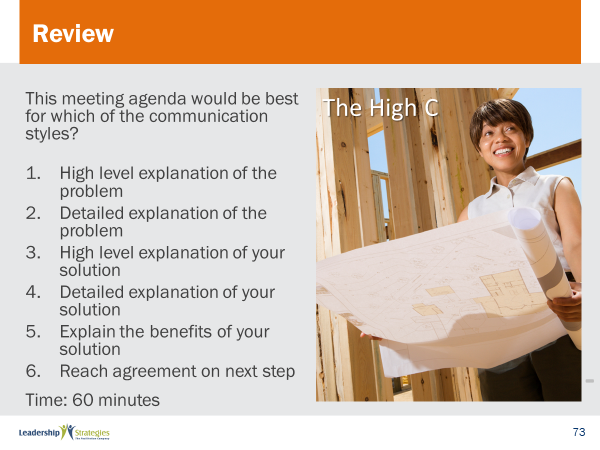 Review
This meeting agenda would be best
for which of the communication
styles?
1. High level explanation of the
problem
2. Detailed explanation of the
problem
3. High level explanation of your
solution
4. Detailed explanation of your
solution
5. Explain the benefits of your
solution
6. Reach agreement on next step
Time: 60 minutes
The High C
Leadership Strategies
The Facilitation Company
73